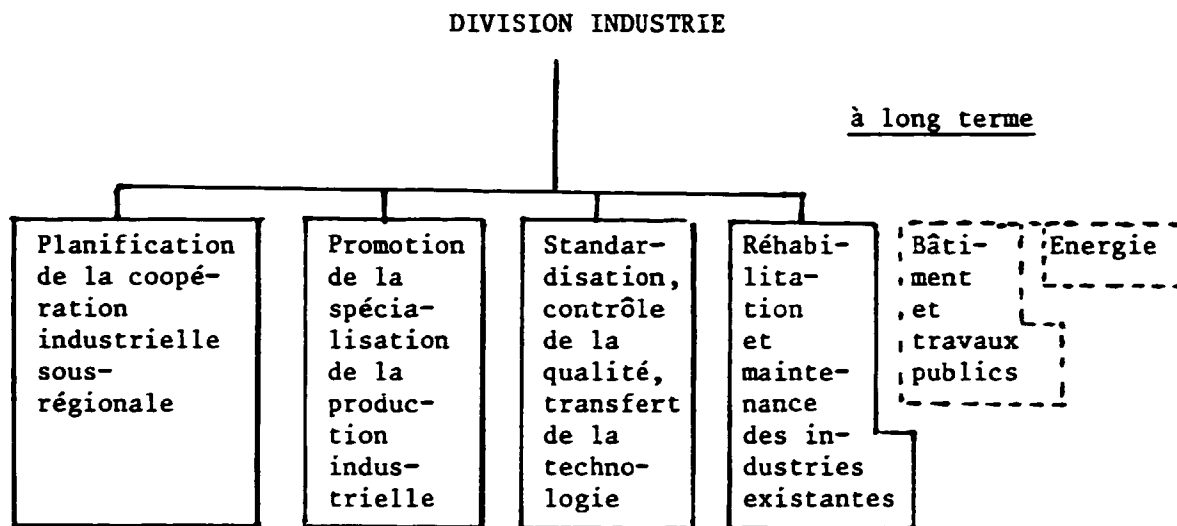 DIVISION INDUSTRIE
à long terme
Planification
de la coopé-
ration
industrielle
sous-
régionale
Promotion
de la
spécia-
lisation
de la
produc-
tion
indus-
trielle
Standar-
disation,
contrôle
de la
qualité,
transfert
de la
techno-
logie
Réhabi-
lita-
tion
et
mainte-
nance
des in-
dustries
existantes
Bâti-
ment
et
travaux
publics
Energie